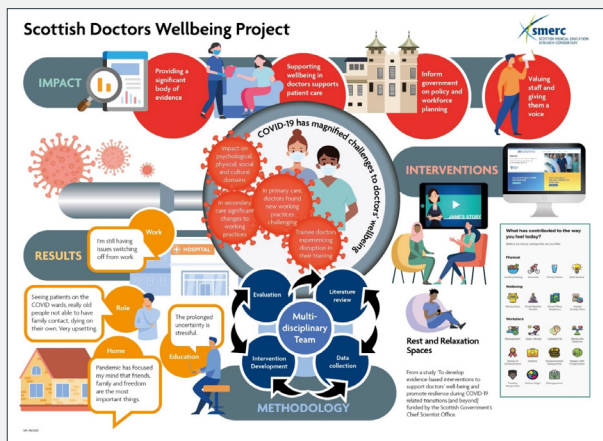 Scottish Doctors Wellbeing Project
smerc
SCOTTISH MEDICAL EDUCATION
RESEARCH CONSORTIUM
IMPACT
Providing a
significant
body of
evidence
Supporting
wellbeing in
doctors supports
patient care
Inform
government
on policy and
workforce
planning
Valuing
staff and
giving them
a voice
COVID-19 has magnified challenges to doctors' wellbeing
Impact on
psychological,
physical, social
and cultural
domains
In secondary
care significant
changes to
working
practices
In primary care,
doctors found
new working
practices
challenging
Trainee doctors
experiencing
disruption in
their training
INTERVENTIONS
JANE'S STORY
RESULTS
Work
I'm still having
issues switching
off from work.
HOSPITAL
Seeing patients on the
COVID wards, really old
people not able to have
family contact, dying on
their own. Very upsetting.
Role
The prolonged
uncertainty is
stressful.
Home
Education
Pandemic has focused
my mind that friends,
family and freedom
are the most
important things.
Evaluation
Literature
review
Multi-
disciplinary
Team
Intervention
Development
Data
collection
METHODOLOGY
Rest and Relaxation
Spaces
From a study 'To develop
evidence-based interventions to
support doctors' well-being and
promote resilience during COVID-19
related transitions (and beyond)'
funded by the Scottish Government's
Chief Scientist Office.
What has contributed to the way
you feel today?
Physical
Wellbeing
Workplace